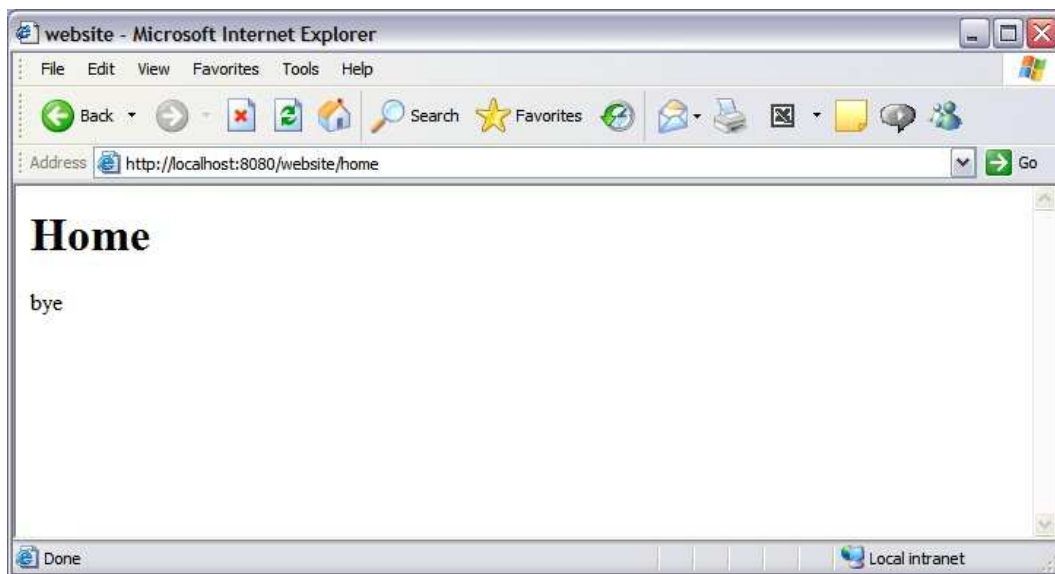 website - Microsoft Internet Explorer
File Edit View Favorites Tools Help
Back Search Favorites
Address http://localhost:8080/website/home Go
Home
bye
Done Local intranet